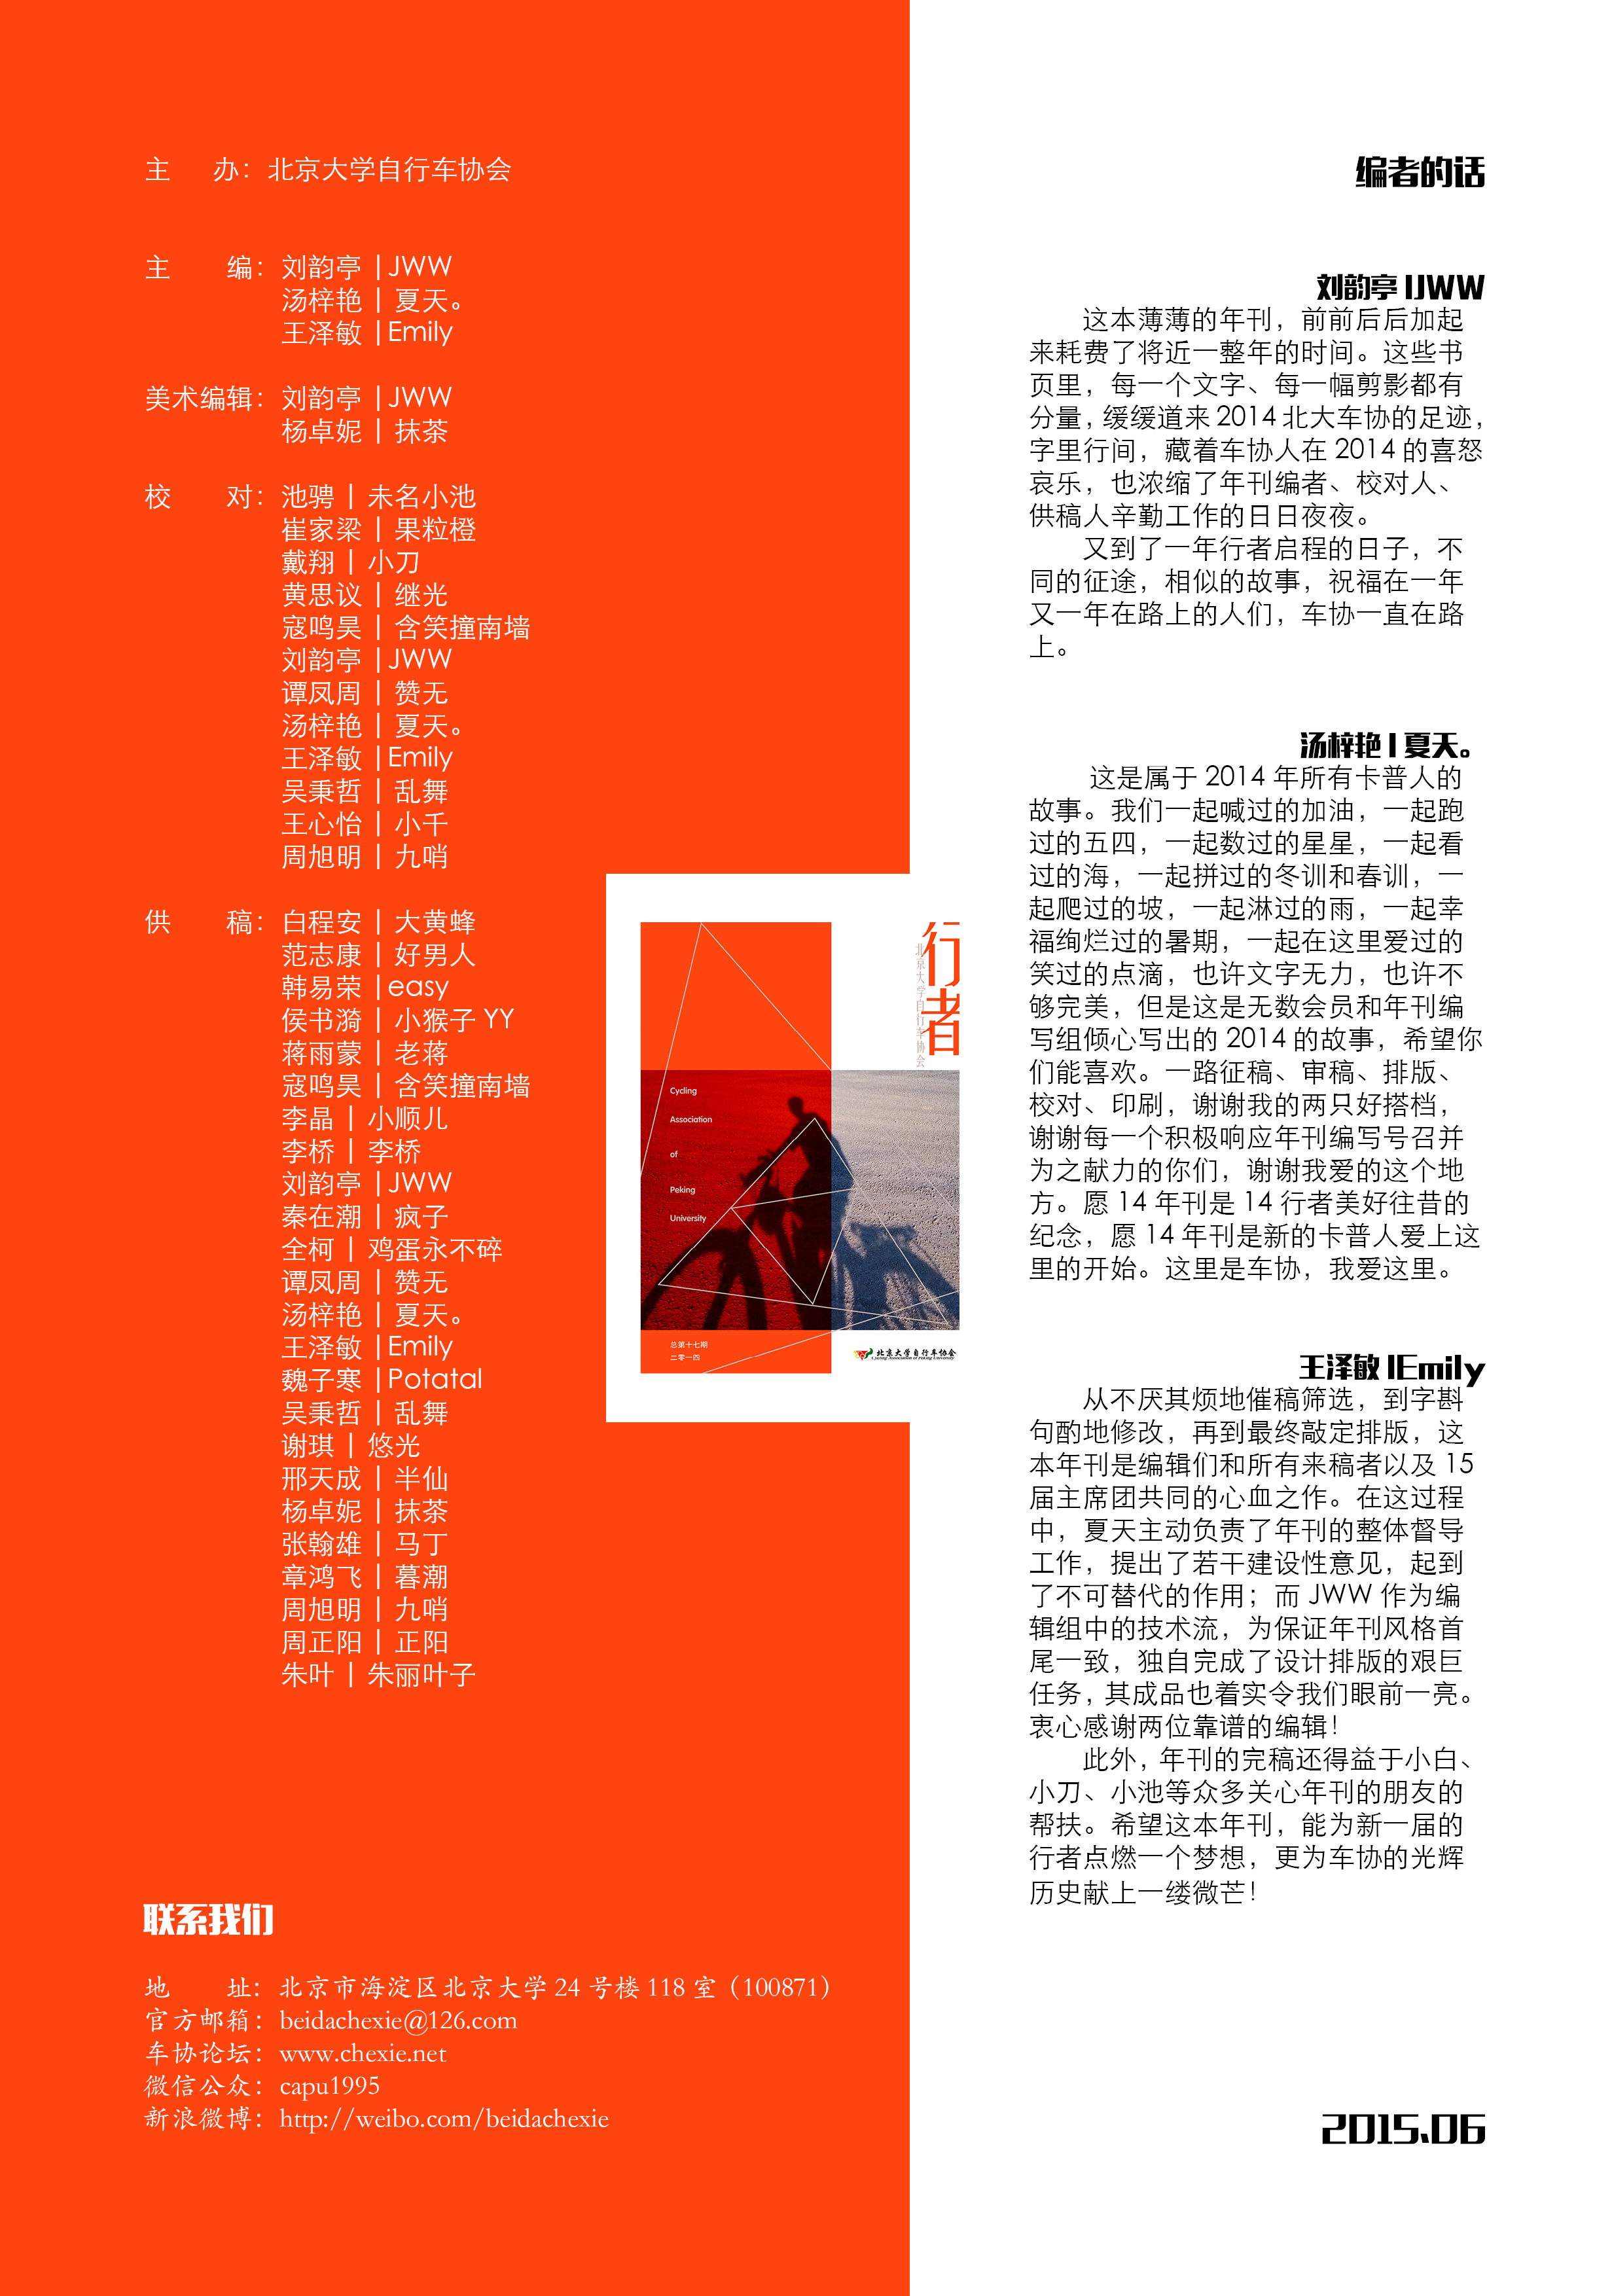 主 办：北京大学自行车协会
主 编：刘韵亭 | JWW
汤梓艳 | 夏天。
王泽敏 | Emily
美术编辑：刘韵亭 | JWW
杨卓妮 | 抹茶
校 对：池骋 | 未名小池
崔家梁 | 果粒橙
戴翔 | 小刀
黄思议 | 继光
寇鸣昊 | 含笑撞南墙
刘韵亭 | JWW
谭凤周 | 赞无
汤梓艳 | 夏天。
王泽敏 | Emily
吴秉哲 | 乱舞
王心怡 | 小千
周旭明 | 九哨
供 稿：白程安 | 大黄蜂
范志康 | 好男人
韩易荣 | easy
侯书漪 | 小猴子 YY
蒋雨蒙 | 老蒋
寇鸣昊 | 含笑撞南墙
李晶 | 小顺儿
李桥 | 李桥
刘韵亭 | JWW
秦在潮 | 疯子
全柯 | 鸡蛋永不碎
谭凤周 | 赞无
汤梓艳 | 夏天。
王泽敏 | Emily
魏子寒 | Potatal
吴秉哲 | 乱舞
谢琪 | 悠光
邢天成 | 半仙
杨卓妮 | 抹茶
张翰雄 | 马丁
章鸿飞 | 暮潮
周旭明 | 九哨
周正阳 | 正阳
朱叶 | 朱丽叶子
联系我们
地 址：北京市海淀区北京大学 24 号楼 118 室（100871）
官方邮箱：beidachexie@126.com
车协论坛：www.chexie.net
微信公众：capu1995
新浪微博：http://weibo.com/beidachexie
行者
北京大学自行车协会
Cycling
Association
of
Peking
University
总第十七期
二零一四
北京大学自行车协会
Cycling Association of Peking University
编者的话
刘韵亭 | JWW
这本薄薄的年刊，前前后后加起
来耗费了将近一整年的时间。这些书
页里，每一个文字、每一幅剪影都有
分量，缓缓道来 2014 北大车协的足迹，
字里行间，藏着车协人在 2014 的喜怒
哀乐，也浓缩了年刊编者、校对人、
供稿人辛勤工作的日日夜夜。
又到了一年行者启程的日子，不
同的征途，相似的故事，祝福在一年
又一年在路上的人们，车协一直在路
上。
汤梓艳 | 夏天。
这是属于 2014 年所有卡普人的
故事。我们一起喊过的加油，一起跑
过的五四，一起数过的星星，一起看
过的海，一起拼过的冬训和春训，一
起爬过的坡，一起淋过的雨，一起幸
福绚烂过的暑期，一起在这里爱过的
笑过的点滴，也许文字无力，也许不
够完美，但是这是无数会员和年刊编
写组倾心写出的 2014 的故事，希望你
们能喜欢。一路征稿、审稿、排版、
校对、印刷，谢谢我的两只好搭档，
谢谢每一个积极响应年刊编写号召并
为之献力的你们，谢谢我爱的这个地
方。愿 14 年刊是 14 行者美好往昔的
纪念，愿 14 年刊是新的卡普人爱上这
里的开始。这里是车协，我爱这里。
王泽敏 | Emily
从不厌其烦地催稿筛选，到字斟
句酌地修改，再到最终敲定排版，这
本年刊是编辑们和所有来稿者以及 15
届主席团共同的心血之作。在这过程
中，夏天主动负责了年刊的整体督导
工作，提出了若干建设性意见，起到
了不可替代的作用；而 JWW 作为编
辑组中的技术流，为保证年刊风格首
尾一致，独自完成了设计排版的艰巨
任务，其成品也着实令我们眼前一亮。
衷心感谢两位靠谱的编辑！
此外，年刊的完稿还得益于小白、
小刀、小池等众多关心年刊的朋友的
帮扶。希望这本年刊，能为新一届的
行者点燃一个梦想，更为车协的光辉
历史献上一缕微芒！
2015.06